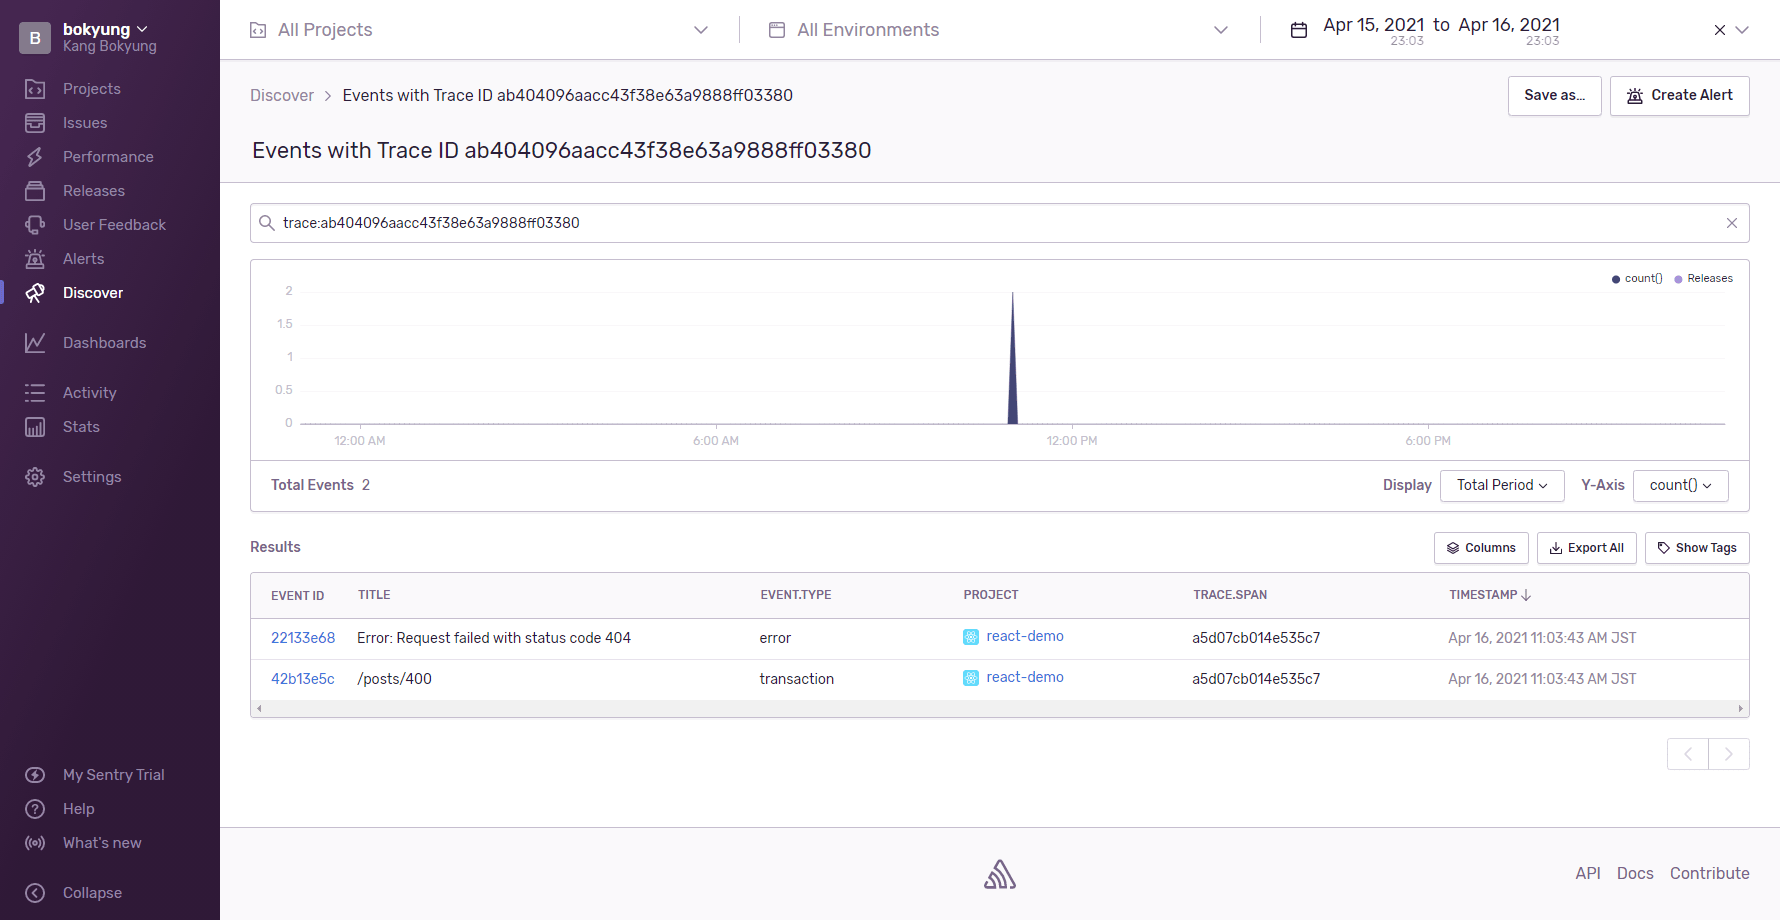 B
bokyung
Kang Bokyung
Projects
Issues
Performance
Releases
User Feedback
Alerts
Discover
Dashboards
Activity
Stats
Settings
My Sentry Trial
Help
What's new
Collapse
All Projects
All Environments
Apr 15, 2021 to Apr 16, 2021
23:03 23:03
Discover > Events with Trace ID ab404096aacc43f38e63a9888ff03380
Save as...
Create Alert
Events with Trace ID ab404096aacc43f38e63a9888ff03380
trace:ab404096aacc43f38e63a9888ff03380
count() Releases
2
1.5
1
0.5
0
12:00 AM 6:00 AM 12:00 PM 6:00 PM
Total Events 2
Display Total Period Y-Axis count()
Results
Columns Export All Show Tags
EVENT ID TITLE EVENT.TYPE PROJECT TRACE.SPAN TIMESTAMP
22133e68 Error: Request failed with status code 404 error react-demo a5d07cb014e535c7 Apr 16, 2021 11:03:43 AM JST
42b13e5c /posts/400 transaction react-demo a5d07cb014e535c7 Apr 16, 2021 11:03:43 AM JST
API Docs Contribute